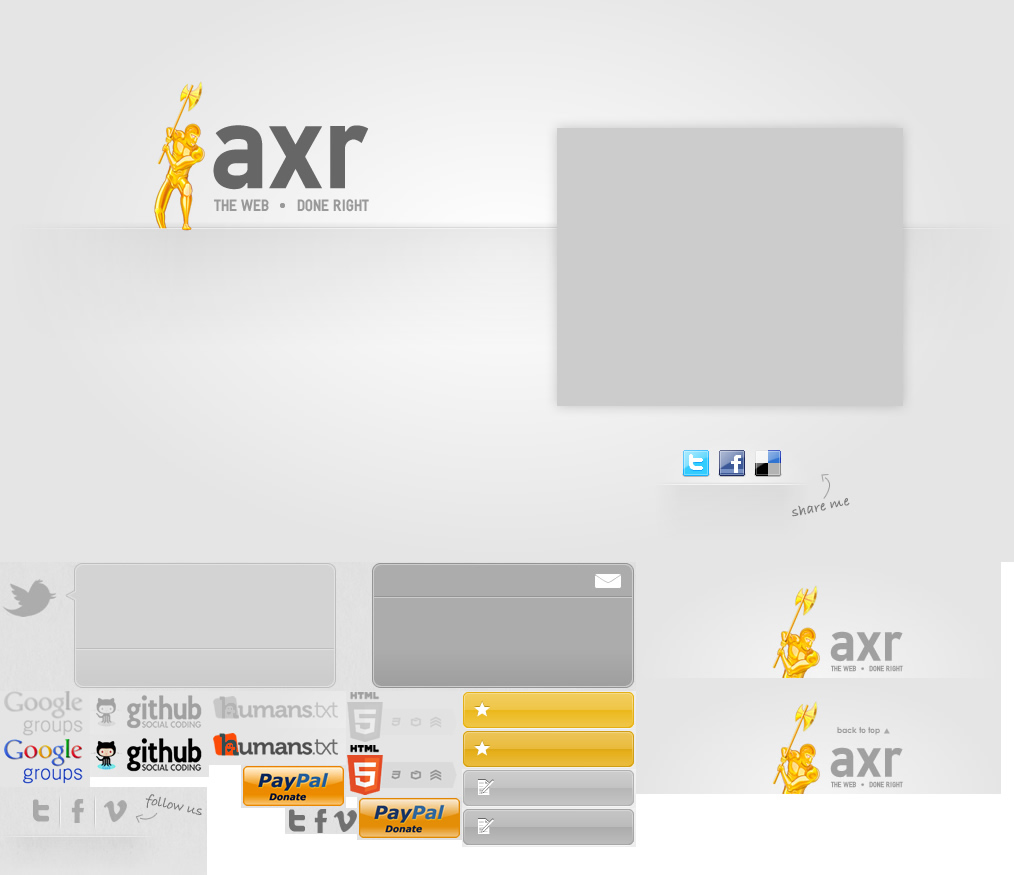 axr
THE WEB • DONE RIGHT
share me
axr
THE WEB • DONE RIGHT
Google
groups
github
SOCIAL CODING
humans.txt
HTML
5
back to top ▲
axr
THE WEB • DONE RIGHT
Google
groups
github
SOCIAL CODING
humans.txt
HTML
5
PayPal
Donate
follow us
PayPal
Donate